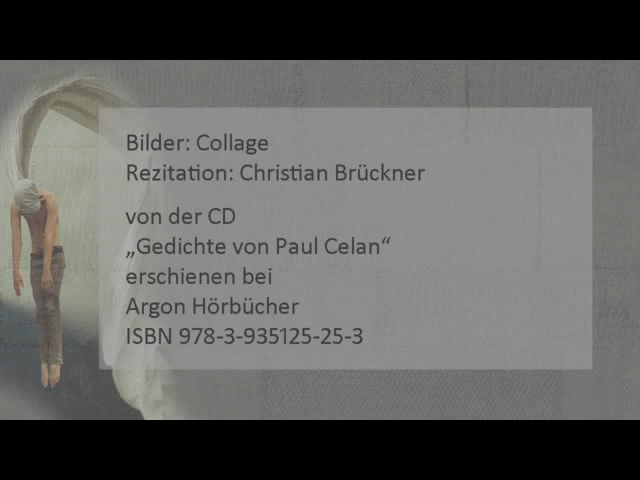 Bilder: Collage
Rezitation: Christian Brückner
von der CD
„Gedichte von Paul Celan“
erschienen bei
Argon Hörbücher
ISBN 978-3-935125-25-3